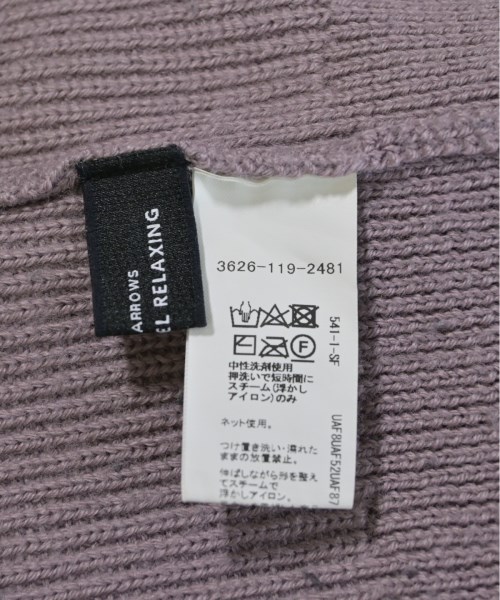 ARROWS
EL RELAXING
3626-119-2481
541-1-SF
中性洗剤使用
押洗いで短時間に
スチーム(浮かし
アイロン)のみ
ネット使用。
つけ置き洗い・濡れた
ままの放置禁止。
伸ばしながら形を整え
てスチームで
浮かしアイロン。
UAF8UAF52UAF87